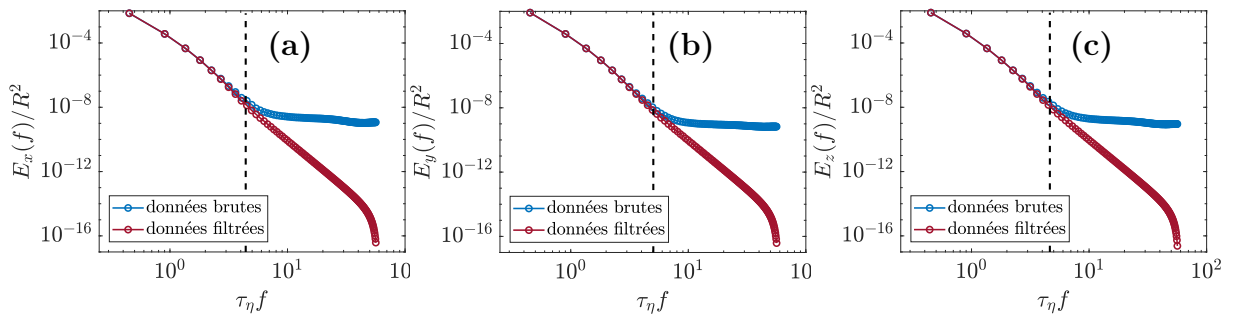 (a)
E_x(f)/R^2
10^-4
10^-8
10^-12
10^-16
données brutes
données filtrées
10^0
10^1
10
τ_η f
(b)
E_y(f)/R^2
10^-4
10^-8
10^-12
10^-16
données brutes
données filtrées
10^0
10^1
10
τ_η f
(c)
E_z(f)/R^2
10^-4
10^-8
10^-12
10^-16
données brutes
données filtrées
10^0
10^1
10^2
τ_η f